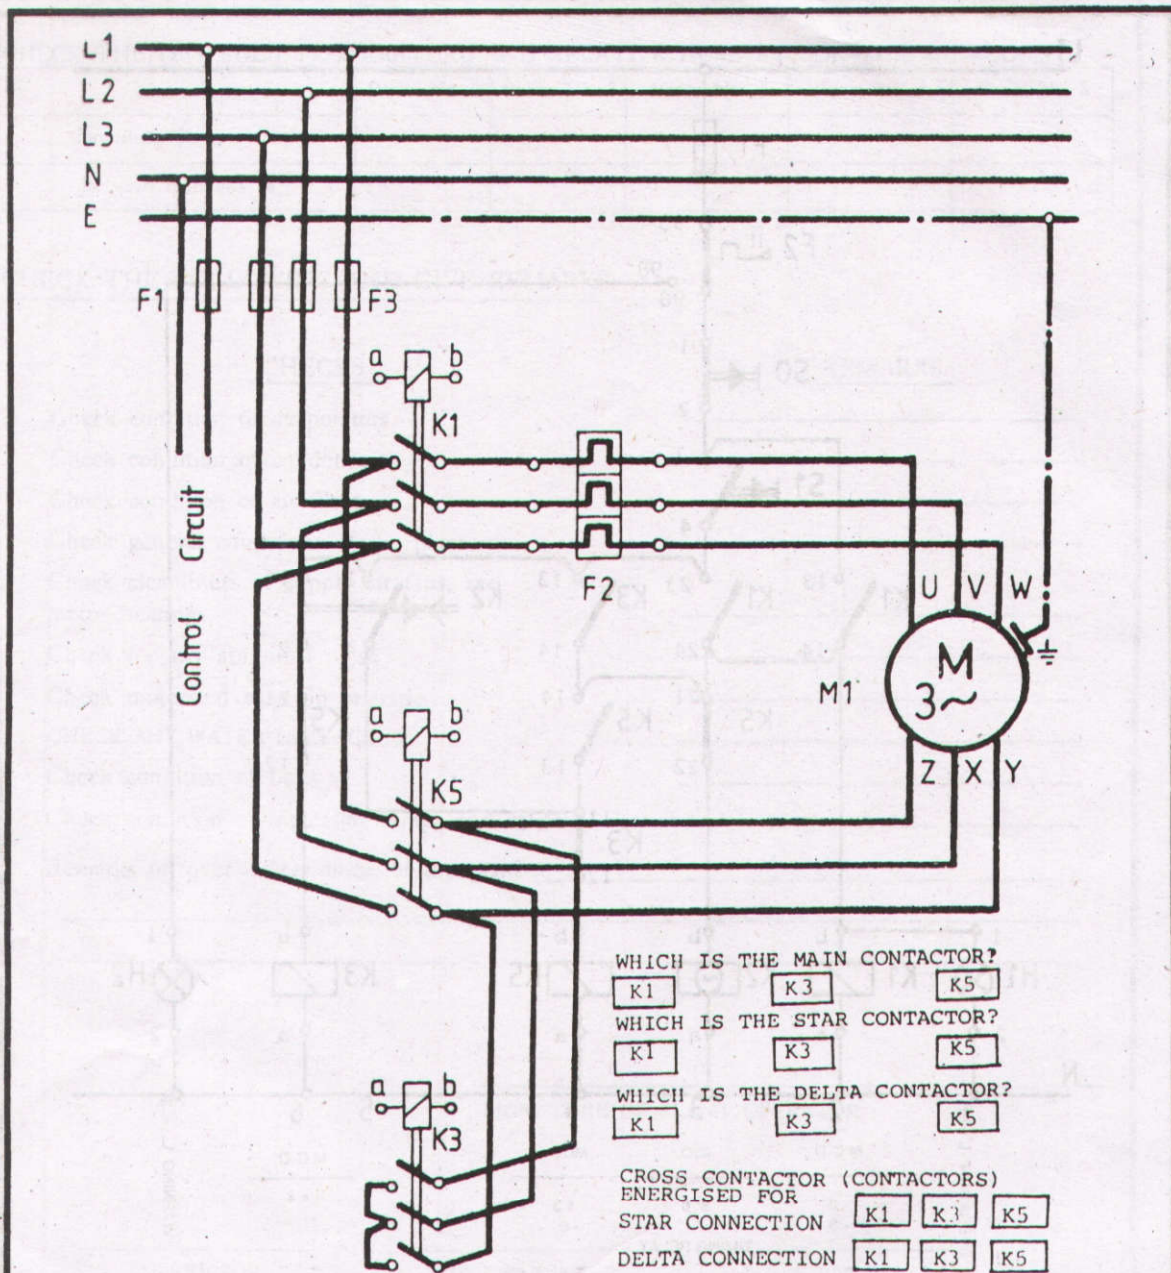 L1
L2
L3
N
E
F1
F3
a b
K1
Control Circuit
F2
U V W
M
3~
M1
Z X Y
a b
K5
WHICH IS THE MAIN CONTACTOR?
K1 K3 K5
WHICH IS THE STAR CONTACTOR?
K1 K3 K5
WHICH IS THE DELTA CONTACTOR?
K1 K3 K5
a b
K3
CROSS CONTACTOR (CONTACTORS)
ENERGISED FOR
STAR CONNECTION K1 K3 K5
DELTA CONNECTION K1 K3 K5